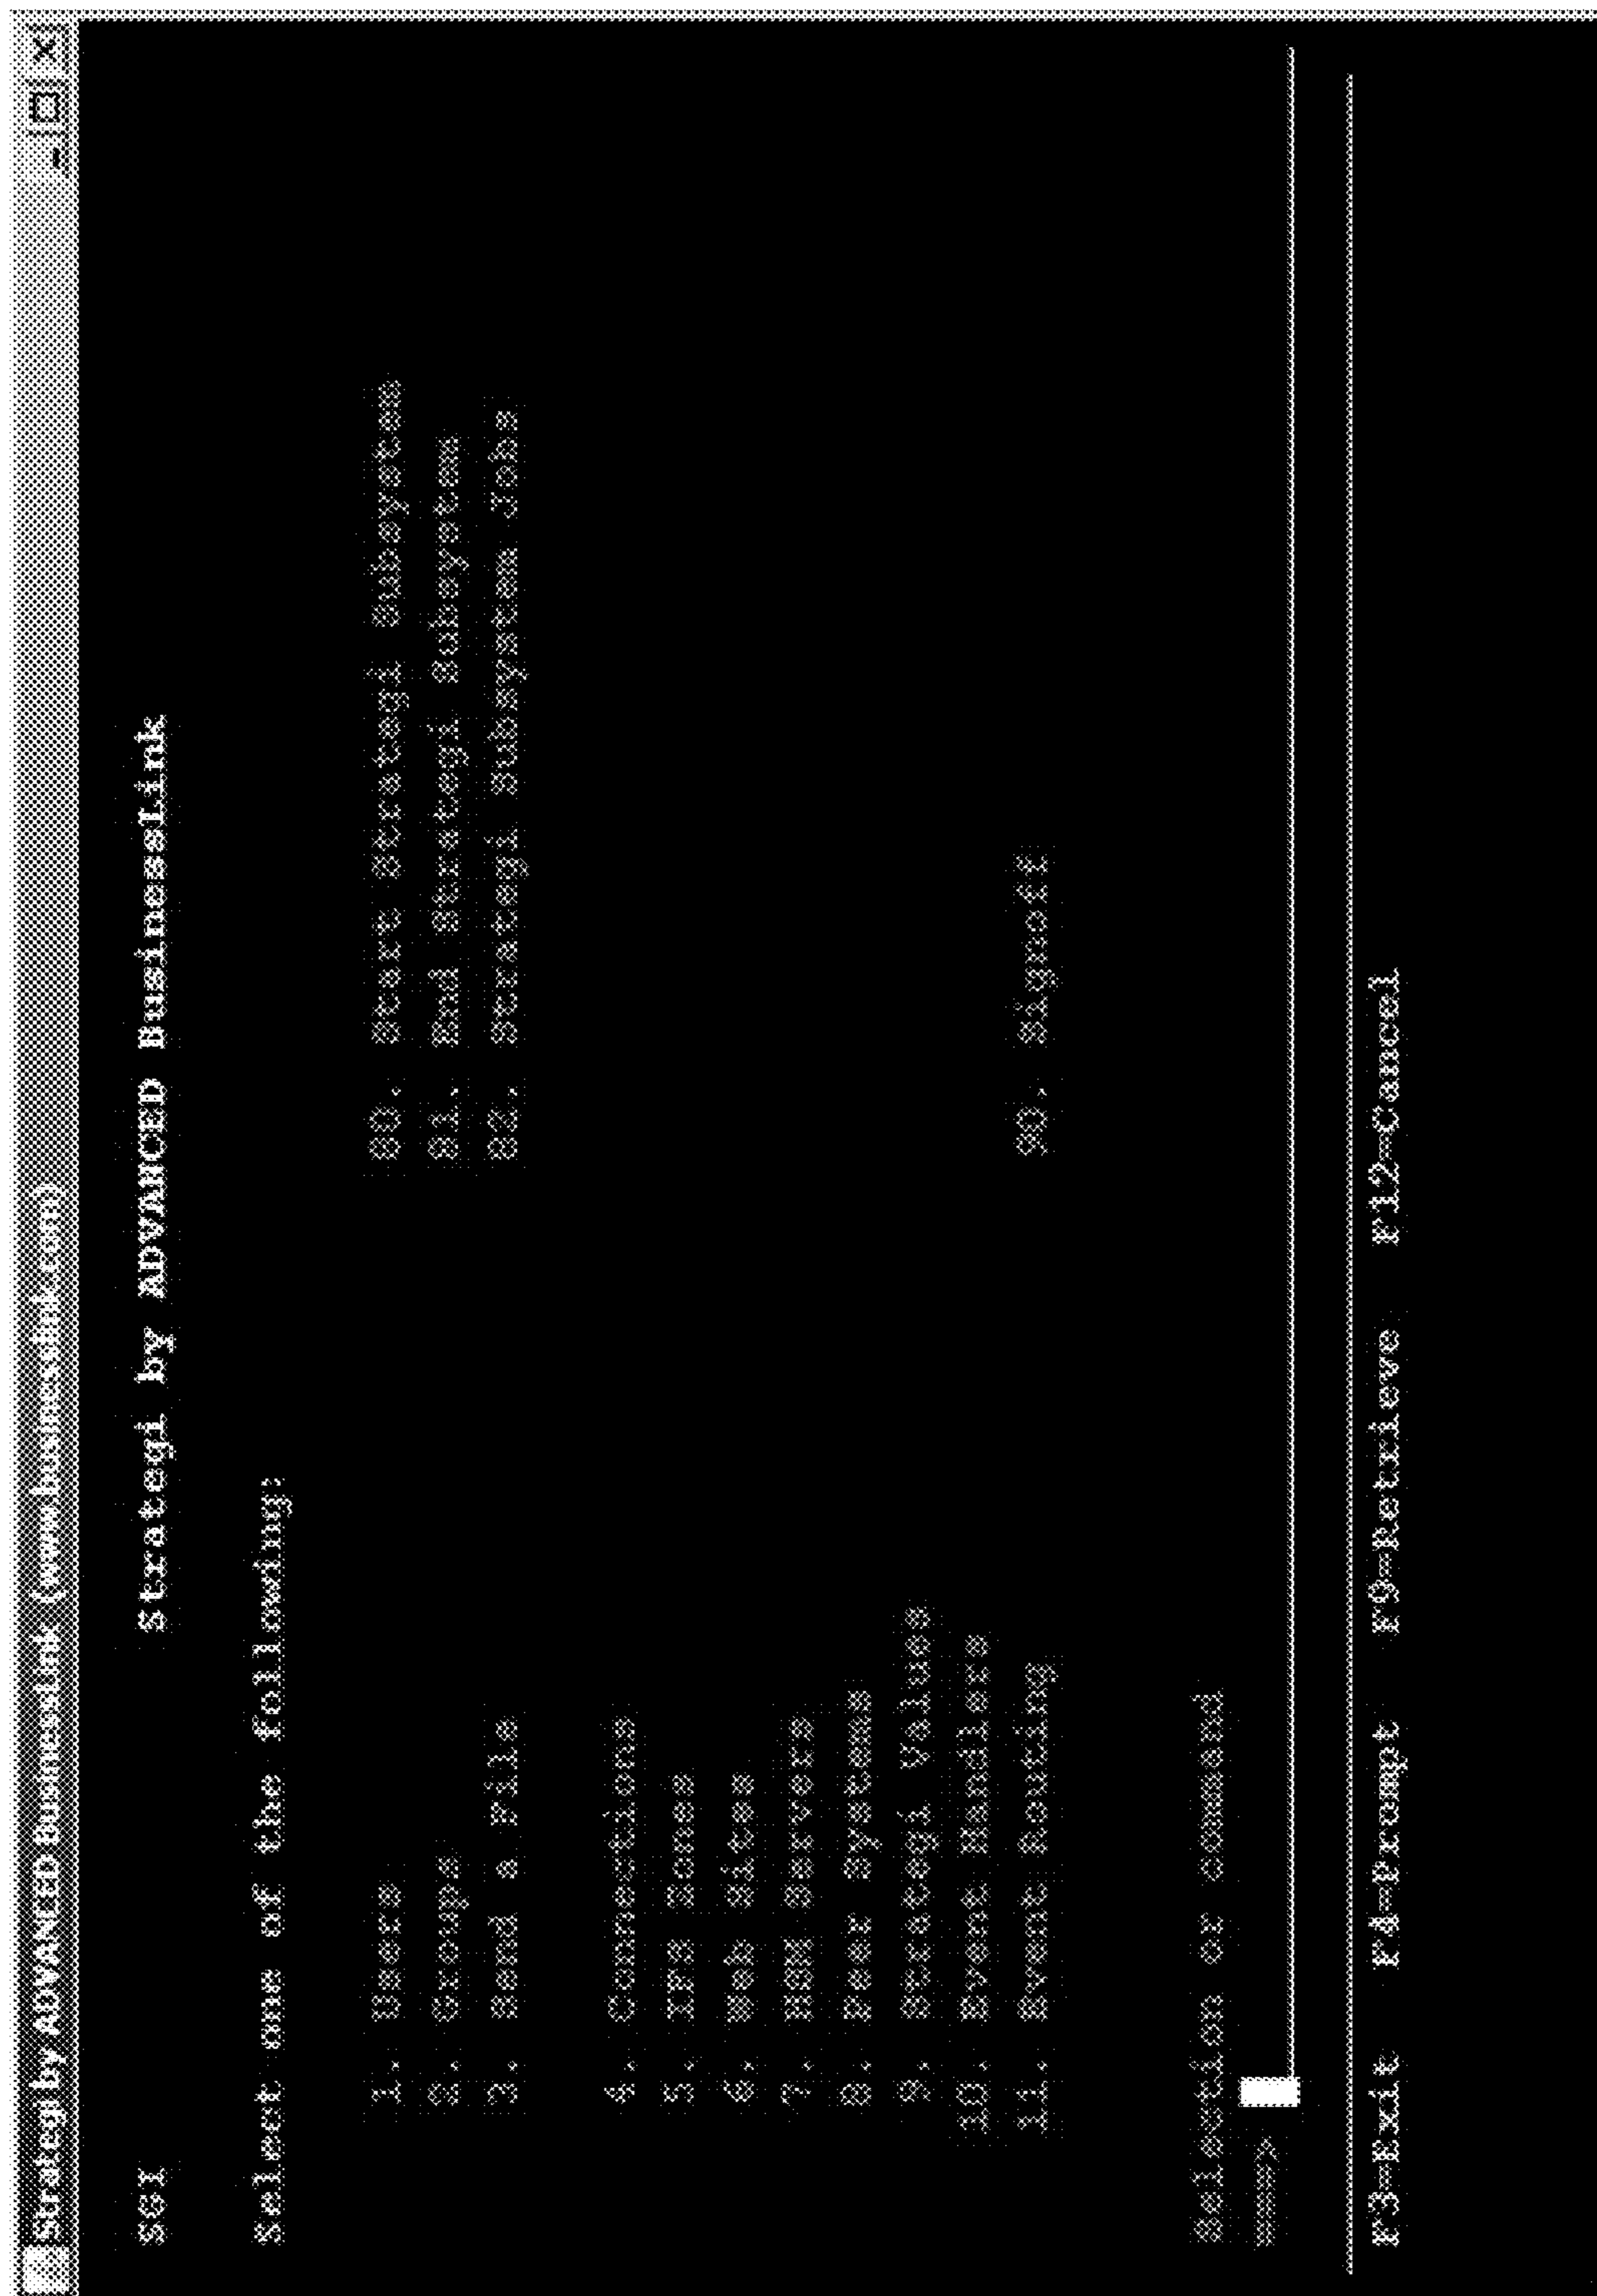 Strategi by ADVANCED BusinessLink (www.businesslink.com)
SGI Strategi by ADVANCED BusinessLink
Select one of the following:
1. Users 80. Start Strategi Subsystem
2. Groups 81. End Strategi Subsystem
3. Send a File 82. Strategi Subsystem Jobs
4. Connections
5. IPS Zones
6. Web Sites
7. HSM Servers
8. Peer Systems
9. Strategi Values
10. Event Handlers
11. Event Routing 90. Signoff
Selection or command
===>
F3=Exit F4=Prompt F9=Retrieve F12=Cancel